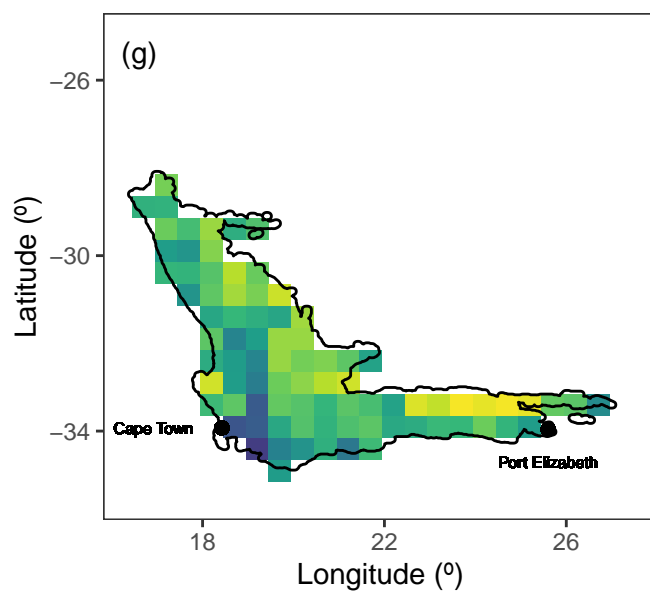 (g)
−26
−30
−34
Latitude (º)
Cape Town
Port Elizabeth
18
22
26
Longitude (º)